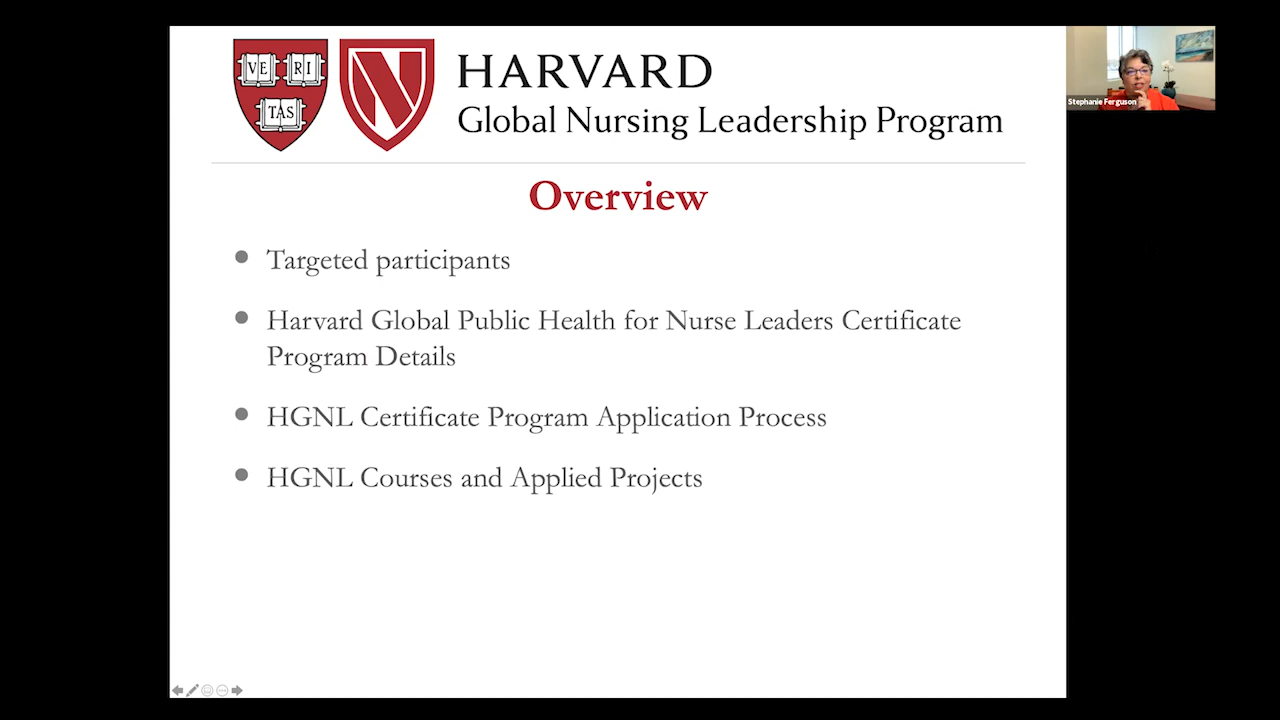 VE RI
TAS
HARVARD
Global Nursing Leadership Program
Stephanie Ferguson
Overview
Targeted participants
Harvard Global Public Health for Nurse Leaders Certificate
Program Details
HGNL Certificate Program Application Process
HGNL Courses and Applied Projects